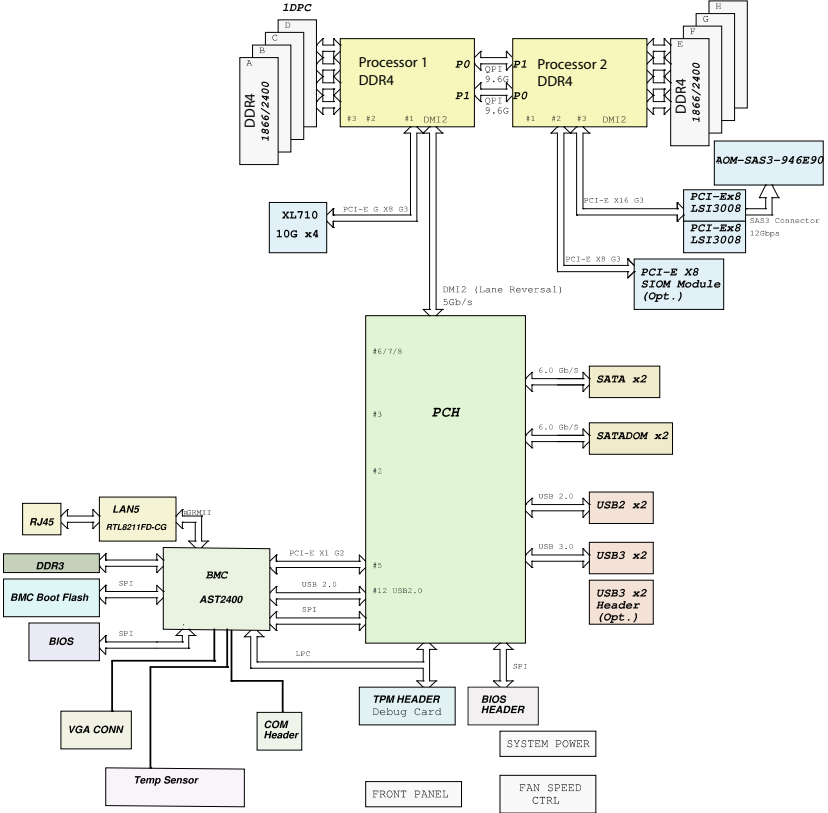 1DPC
D
C
B
A
DDR4
1866/2400
Processor 1
DDR4
P0
P1
#3 #2 #1 DMI2
QPI
9.6G
QPI
9.6G
Processor 2
DDR4
P1
P0
#1 #2 #3 DMI2
H
G
F
E
DDR4
1866/2400
AOM-SAS3-946E90
PCI-E X16 G3
PCI-Ex8
LSI3008
PCI-Ex8
LSI3008
SAS3 Connector
12Gbps
XL710
10G x4
PCI-E G X8 G3
PCI-E X8 G3
PCI-E X8
SIOM Module
(Opt.)
DMI2 (Lane Reversal)
5Gb/s
#6/7/8
#3
PCH
#2
#5
#12 USB2.0
6.0 Gb/S
SATA x2
6.0 Gb/S
SATADOM x2
USB 2.0
USB2 x2
USB 3.0
USB3 x2
USB3 x2
Header
(Opt.)
RJ45
LAN5
RTL8211FD-CG
RGRMII
DDR3
BMC Boot Flash
SPI
BIOS
SPI
BMC
AST2400
PCI-E X1 G2
USB 2.0
SPI
LPC
VGA CONN
COM
Header
Temp Sensor
TPM HEADER
Debug Card
SPI
BIOS
HEADER
SYSTEM POWER
FRONT PANEL
FAN SPEED
CTRL